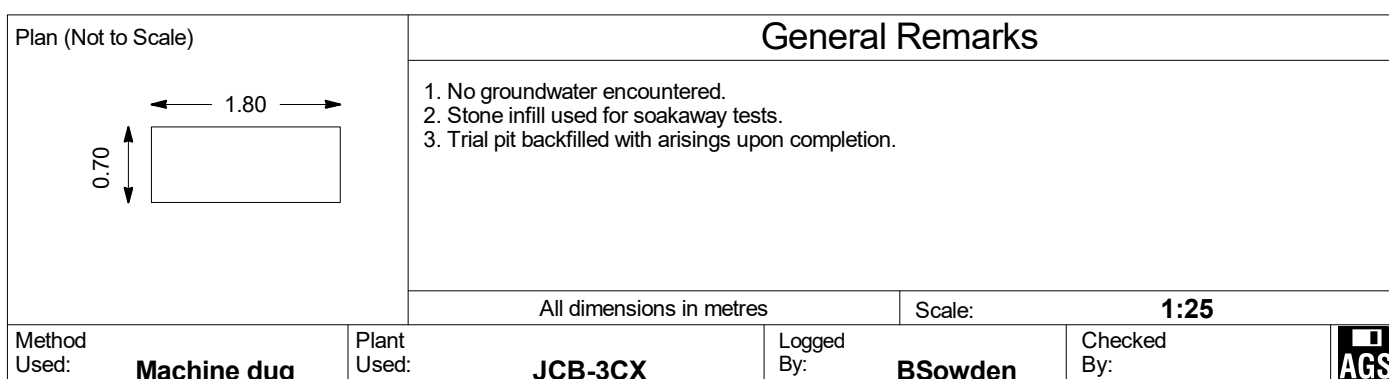 Plan (Not to Scale)
1.80
0.70
General Remarks
1. No groundwater encountered.
2. Stone infill used for soakaway tests.
3. Trial pit backfilled with arisings upon completion.
All dimensions in metres
Scale:
1:25
Method
Used:
Machine dug
Plant
Used:
JCB-3CX
Logged
By:
BSowden
Checked
By:
AGS